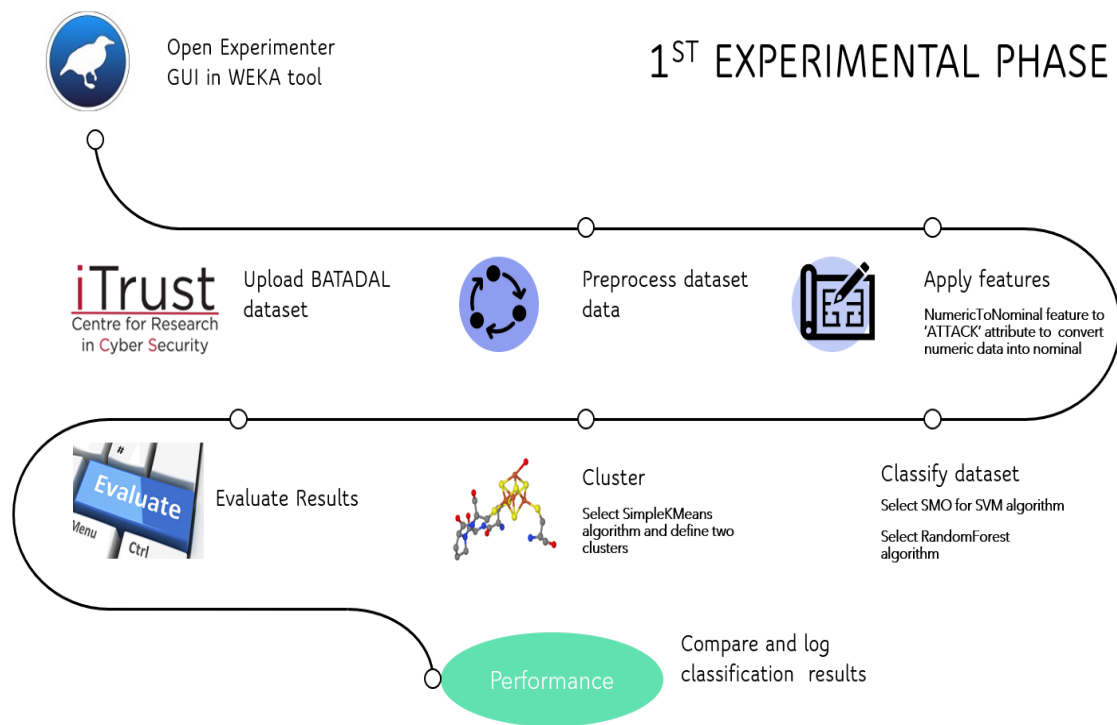 Open Experimenter
GUI in WEKA tool
1ST EXPERIMENTAL PHASE
iTrust
Centre for Research
in Cyber Security
Upload BATADAL
dataset
Preprocess dataset
data
Apply features
NumericToNominal feature to
'ATTACK' attribute to convert
numeric data into nominal
#
Evaluate
Menu
Ctrl
Evaluate Results
Cluster
Select SimpleKMeans
algorithm and define two
clusters
Classify dataset
Select SMO for SVM algorithm
Select RandomForest
algorithm
Performance
Compare and log
classification results